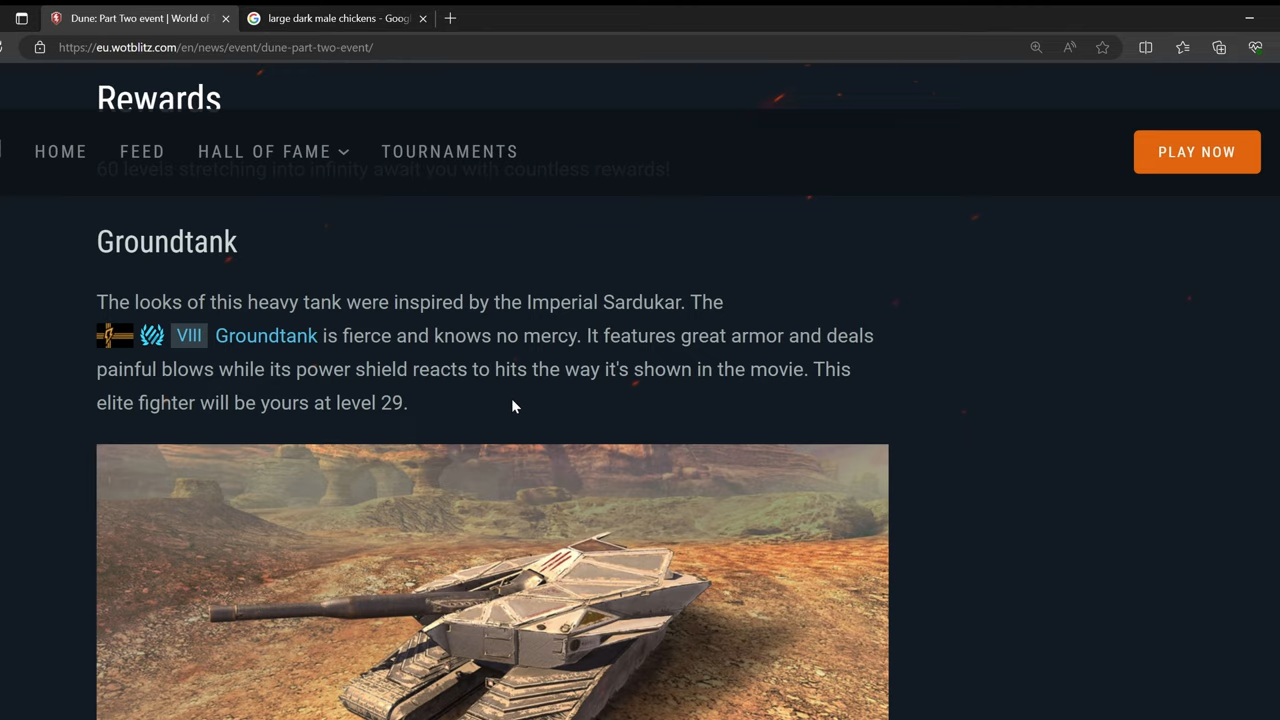 Dune: Part Two event | World of
large dark male chickens - Goog
https://eu.wotblitz.com/en/news/event/dune-part-two-event/
Rewards
HOME FEED HALL OF FAME TOURNAMENTS PLAY NOW
60 levels stretching into infinity await you with countless rewards!
Groundtank
The looks of this heavy tank were inspired by the Imperial Sardukar. The
VIII Groundtank is fierce and knows no mercy. It features great armor and deals
painful blows while its power shield reacts to hits the way it's shown in the movie. This
elite fighter will be yours at level 29.